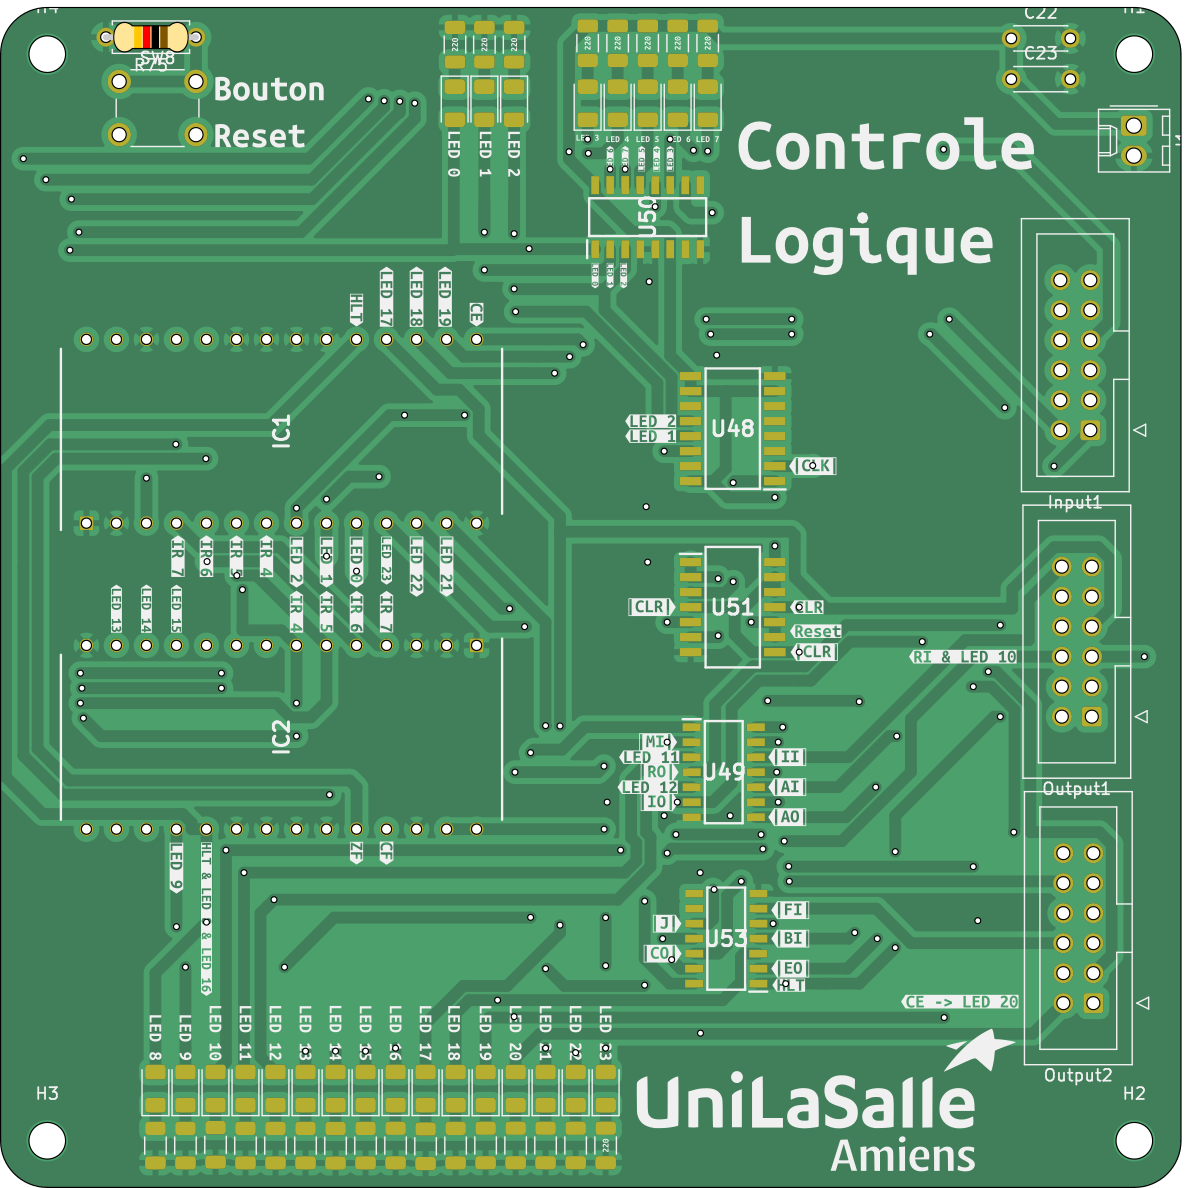 H4
C22
H1
SW8
R75
C23
Bouton
Reset
220
220
220
220
220
220
220
220
LED 0
LED 1
LED 2
LED 4
LED 5
LED 7
Controle
Logique
U50
LED 0
LED 1
LED 2
HLT
LED 17
LED 18
LED 19
CE
IC1
LED 2
LED 1
U48
Input1
IR 7
IR 6
IR 4
LED 2
LED 1
LED 0
LED 23
LED 22
LED 21
LED 13
LED 14
LED 15
IR 4
IR 5
IR 6
IR 7
|CLR|
U51
CLR
Reset
|CLR|
RI & LED 10
IC2
|MI|
LED 11
RO|
LED 12
|IO|
U49
|II|
|AI|
|AO|
Output1
LED 9
HLT & LED & LED 16
ZF
CF
J|
|CO|
U53
|FI|
|BI|
|EO
HLT
CE -> LED 20
LED 8
LED 9
LED 10
LED 11
LED 12
LED 13
LED 14
LED 15
LED 16
LED 17
LED 18
LED 19
LED 20
LED 21
LED 22
Output2
H3
H2
220
UniLaSalle
Amiens